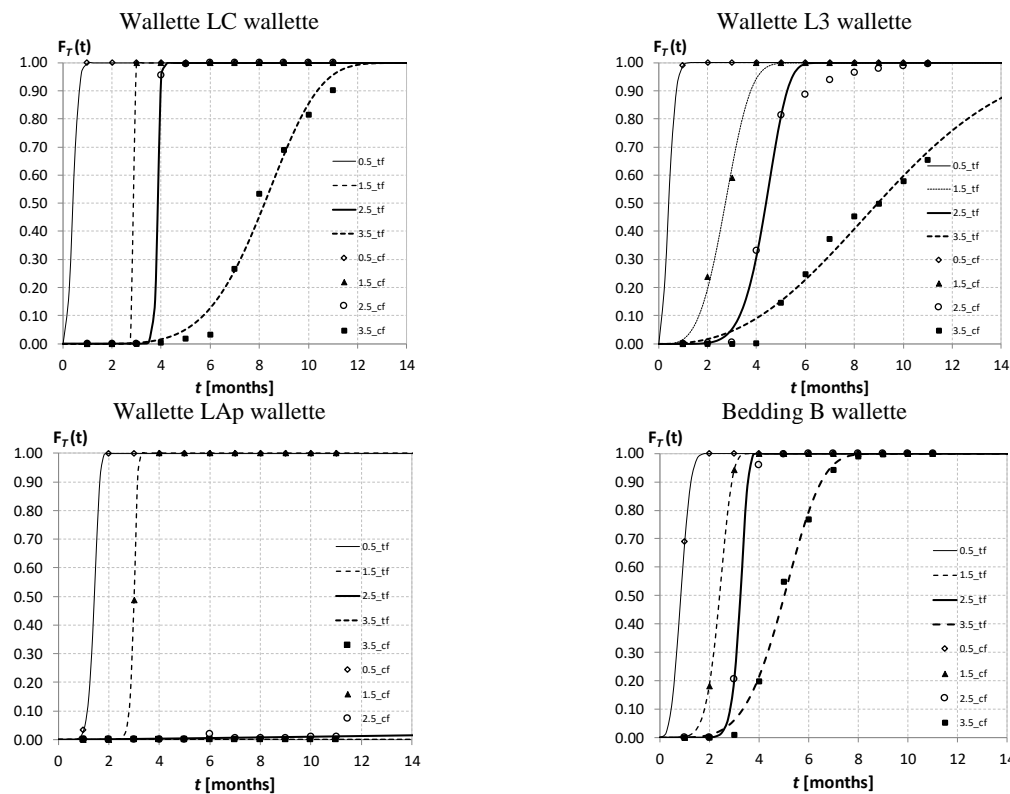 Wallette LC wallette
F_T (t)
1.00
0.90
0.80
0.70
0.60
0.50
0.40
0.30
0.20
0.10
0.00
0 2 4 6 8 10 12 14
t [months]
0.5_tf
1.5_tf
2.5_tf
3.5_tf
0.5_cf
1.5_cf
2.5_cf
3.5_cf
Wallette L3 wallette
F_T (t)
1.00
0.90
0.80
0.70
0.60
0.50
0.40
0.30
0.20
0.10
0.00
0 2 4 6 8 10 12 14
t [months]
0.5_tf
1.5_tf
2.5_tf
3.5_tf
0.5_cf
1.5_cf
2.5_cf
3.5_cf
Wallette LAp wallette
F_T (t)
1.00
0.90
0.80
0.70
0.60
0.50
0.40
0.30
0.20
0.10
0.00
0 2 4 6 8 10 12 14
t [months]
0.5_tf
1.5_tf
2.5_tf
3.5_tf
3.5_cf
0.5_cf
1.5_cf
2.5_cf
Bedding B wallette
F_T (t)
1.00
0.90
0.80
0.70
0.60
0.50
0.40
0.30
0.20
0.10
0.00
0 2 4 6 8 10 12 14
t [months]
0.5_tf
1.5_tf
2.5_tf
3.5_tf
0.5_cf
1.5_cf
2.5_cf
3.5_cf